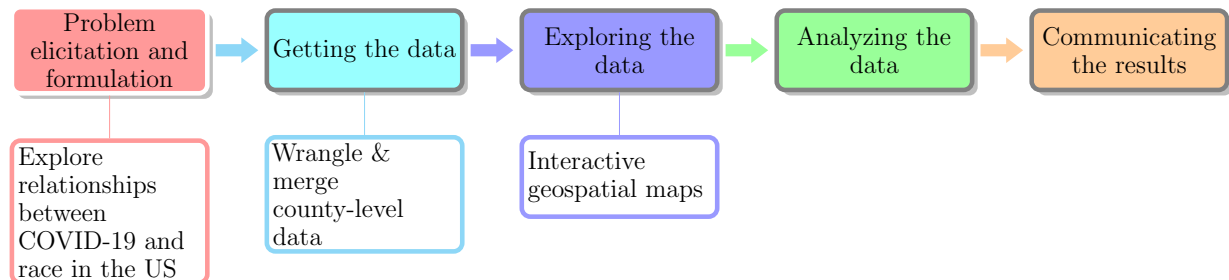 Problem
elicitation and
formulation
Getting the data
Exploring the
data
Analyzing the
data
Communicating
the results
Explore
relationships
between
COVID-19 and
race in the US
Wrangle &
merge
county-level
data
Interactive
geospatial maps